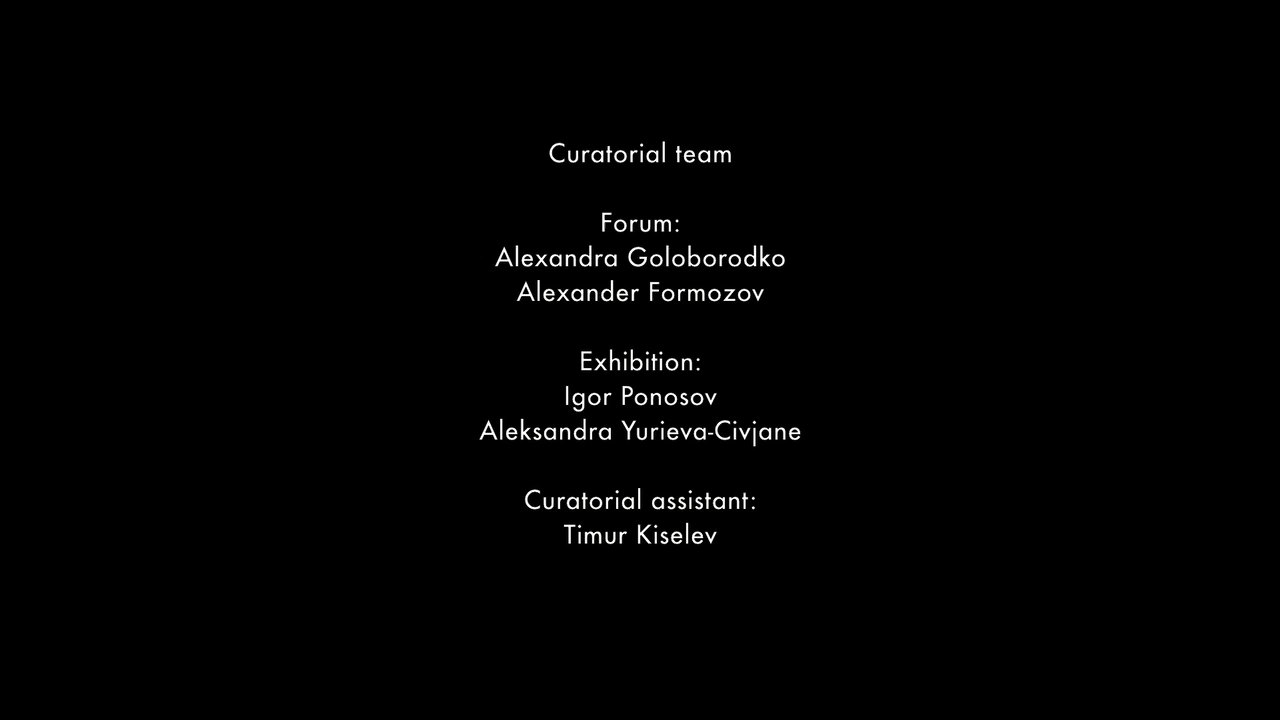 Curatorial team
Forum:
Alexandra Goloborodko
Alexander Formozov
Exhibition:
Igor Ponosov
Aleksandra Yurieva-Civjane
Curatorial assistant:
Timur Kiselev